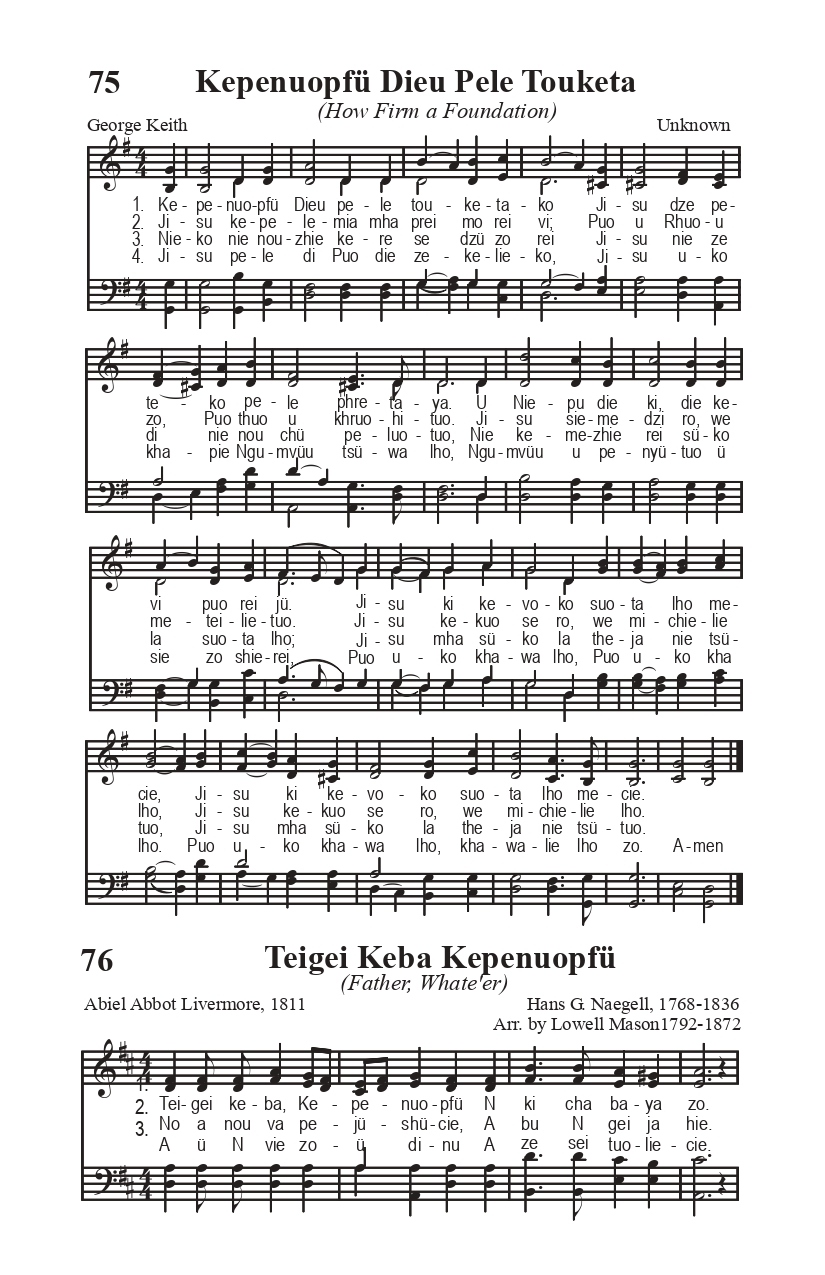 75 Kepenuopfü Dieu Pele Touketa
(How Firm a Foundation)
George Keith Unknown
1. Ke - pe - nuo-pfü Dieu pe - le tou - ke - ta - ko Ji - su dze pe -
2. Ji - su ke - pe - le - mia mha prei mo rei vi; Puo u Rhuo - u
3. Nie - ko nie nou - zhie ke - re se dzü zo rei Ji - su nie ze
4. Ji - su pe - le di Puo die ze - ke - lie - ko, Ji - su u - ko
te - ko pe - le phre - ta - ya. U Nie - pu die ki, die ke -
zo, Puo thuo u khruo - hi - tuo. Ji - su sie - me - dzi ro, we
di nie nou chü pe - luo - tuo, Nie ke - me-zhie rei sü - ko
kha - pie Ngu - mvüu tsü - wa lho, Ngu - mvüu u pe - nyü - tuo ü
vi puo rei jü. Ji - su ki ke - vo - ko suo - ta lho me -
me - tei - lie - tuo. Ji - su ke - kuo se ro, we mi - chie - lie
la suo - ta lho; Ji - su mha sü - ko la the - ja nie tsü -
sie zo shie - rei, Puo u - ko kha - wa lho, Puo u - ko kha
cie, Ji - su ki ke - vo - ko suo - ta lho me - cie.
lho, Ji - su ke - kuo se ro, we mi - chie - lie lho.
tuo, Ji - su mha sü - ko la the - ja nie tsü - tuo.
lho. Puo u - ko kha - wa lho, kha - wa - lie lho zo. A-men
76 Teigei Keba Kepenuopfü
(Father, Whate'er)
Abiel Abbot Livermore, 1811 Hans G. Naegell, 1768-1836
Arr. by Lowell Mason1792-1872
1.
2. Tei - gei ke - ba, Ke - pe - nuo - pfü N ki cha ba - ya zo.
3. No a nou va pe - jü - shü-cie, A bu N gei ja hie.
A ü N vie zo - ü di - nu A ze sei tuo - lie - cie.